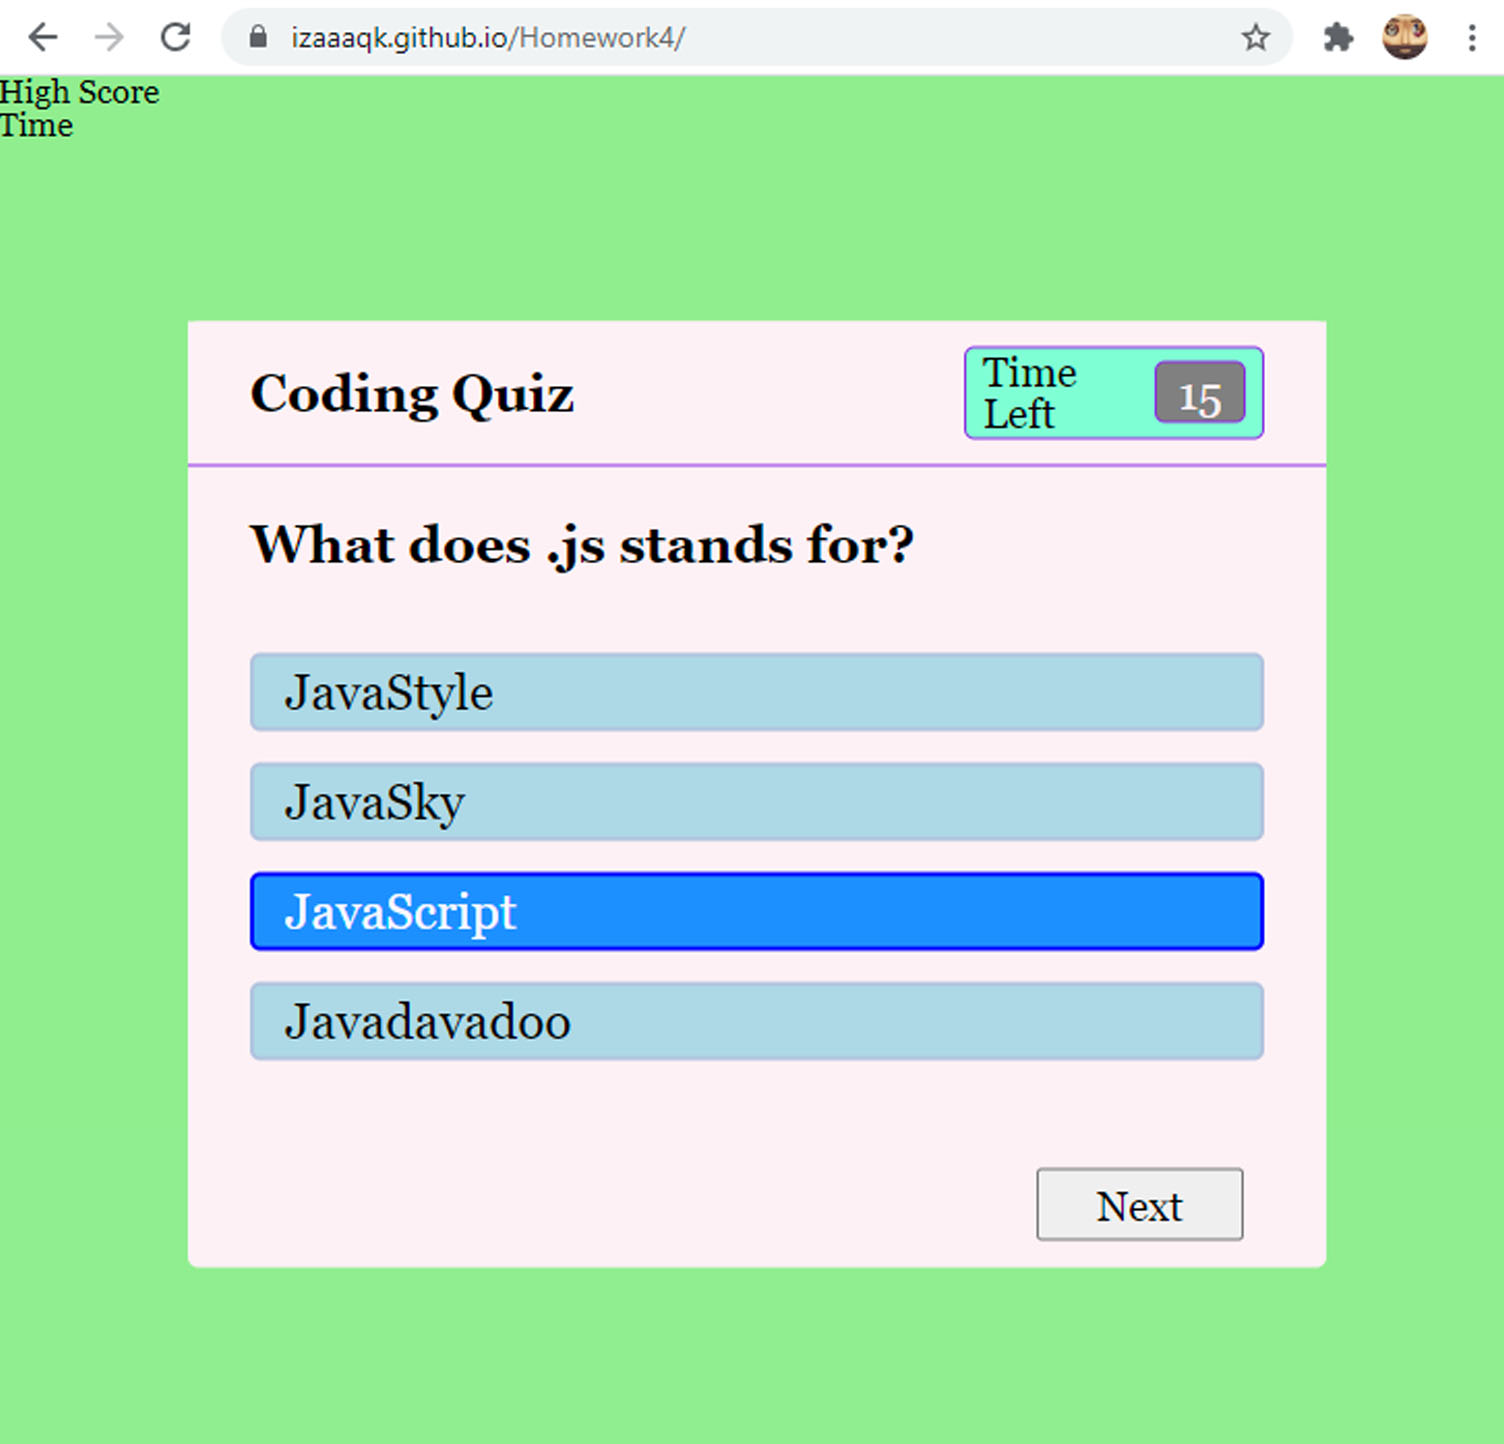 izaaaqk.github.io/Homework4/
High Score
Time
Coding Quiz
Time
Left
15
What does .js stands for?
JavaStyle
JavaSky
JavaScript
Javadavadoo
Next